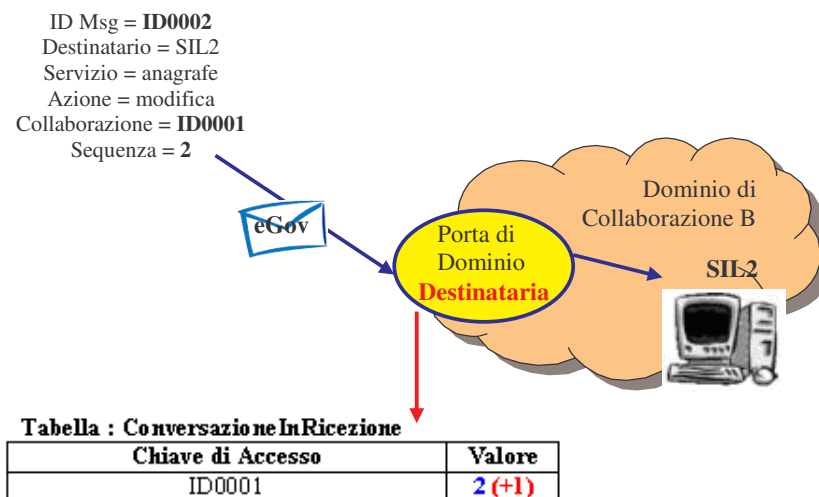 ID Msg = ID0002
Destinatario = SIL2
Servizio = anagrafe
Azione = modifica
Collaborazione = ID0001
Sequenza = 2
eGov
Porta di
Dominio
Destinataria
Dominio di
Collaborazione B
SIL2
Tabella : ConversazioneInRicezione
Chiave di Accesso Valore
ID0001 2 (+1)